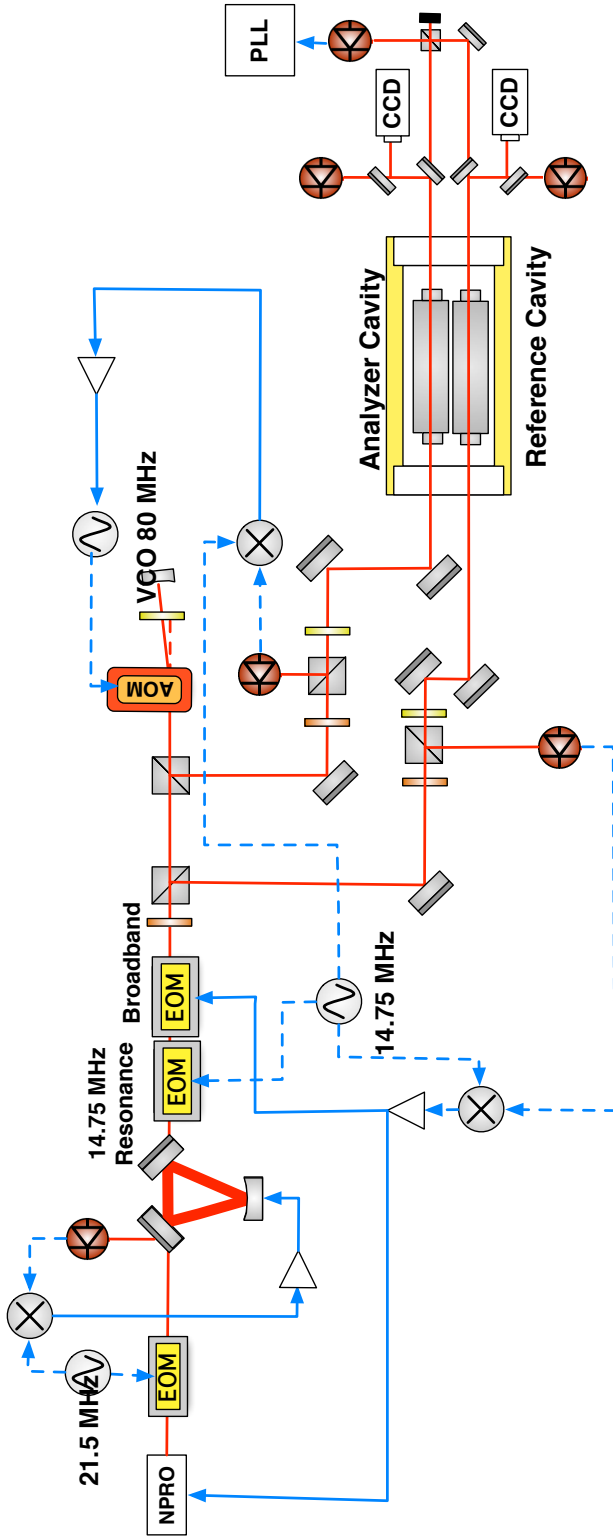 PLL
CCD
CCD
Analyzer Cavity
Reference Cavity
VCO 80 MHz
AOM
Broadband
EOM
14.75 MHz
Resonance
EOM
14.75 MHz
21.5 MHz
EOM
NPRO